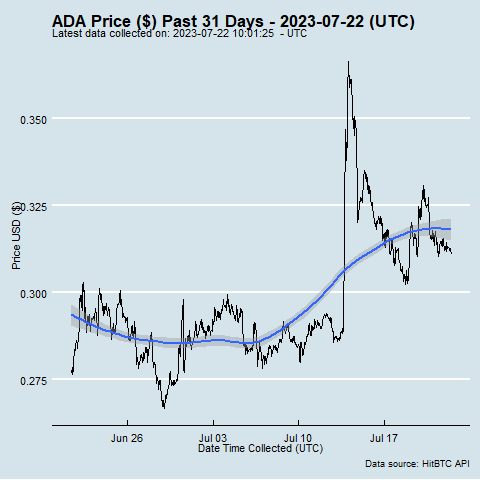 ADA Price ($) Past 31 Days - 2023-07-22 (UTC)
Latest data collected on: 2023-07-22 10:01:25  - UTC
Price USD ($)
0.350
0.325
0.300
0.275
Jun 26
Jul 03
Jul 10
Jul 17
Date Time Collected (UTC)
Data source: HitBTC API